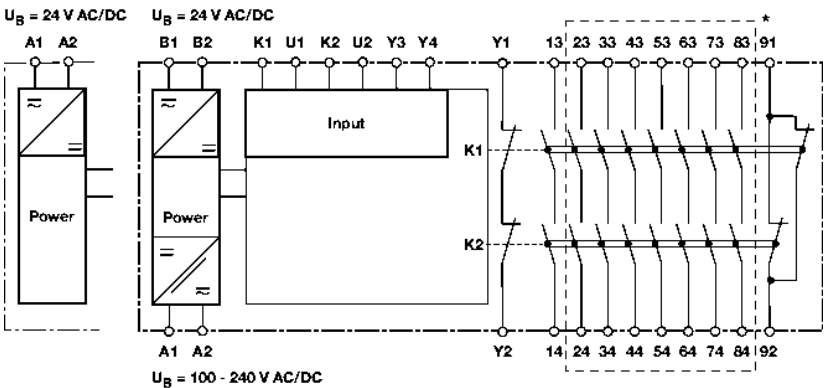 U_B = 24 V AC/DC U_B = 24 V AC/DC *
A1 A2 B1 B2 K1 U1 K2 U2 Y3 Y4 Y1 13 23 33 43 53 63 73 83 91
Input
K1
Power Power
K2
A1 A2 Y2 14 24 34 44 54 64 74 84 92
U_B = 100 - 240 V AC/DC